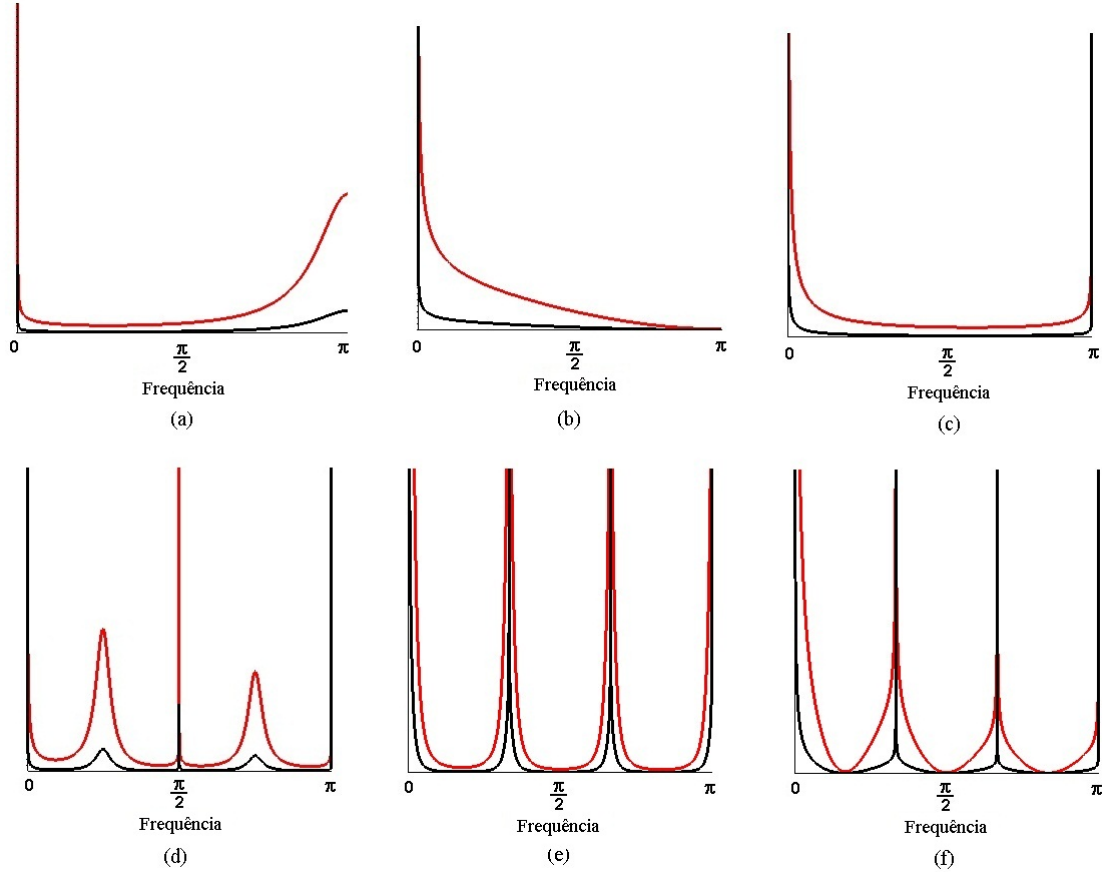 0 π/2 π
Frequência
(a)
0 π/2 π
Frequência
(b)
0 π/2 π
Frequência
(c)
0 π/2 π
Frequência
(d)
0 π/2 π
Frequência
(e)
0 π/2 π
Frequência
(f)